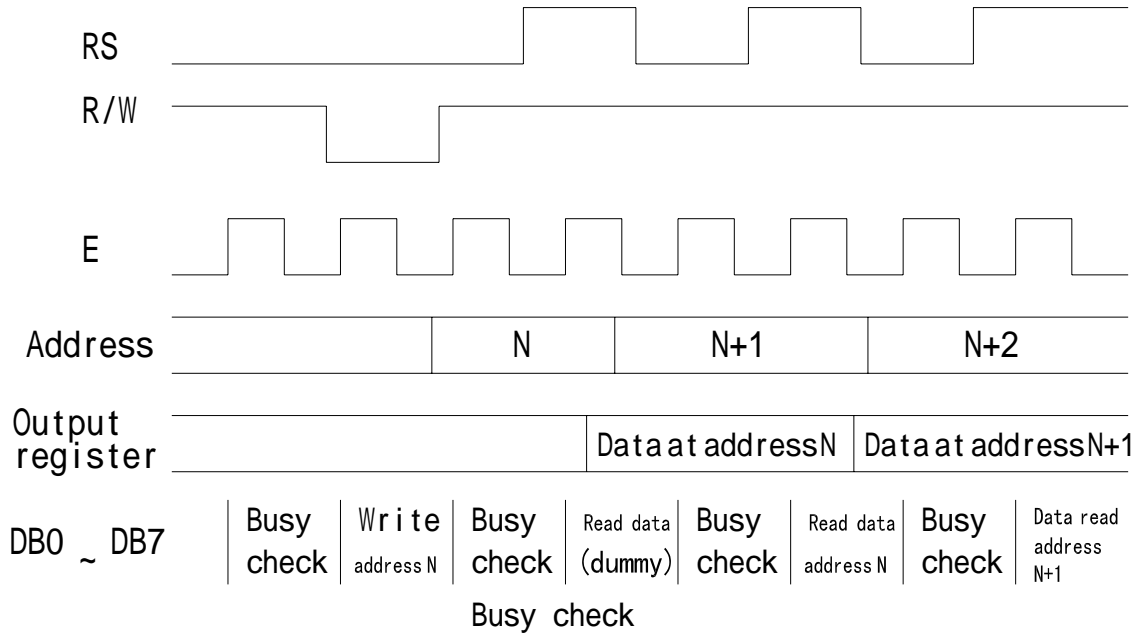 RS
R/W
E
Address N N+1 N+2
Output
register Data at address N Data at address N+1
DB0 ~ DB7
Busy
check
Write
address N
Busy
check
Read data
(dummy)
Busy
check
Read data
address N
Busy
check
Data read
address
N+1
Busy check